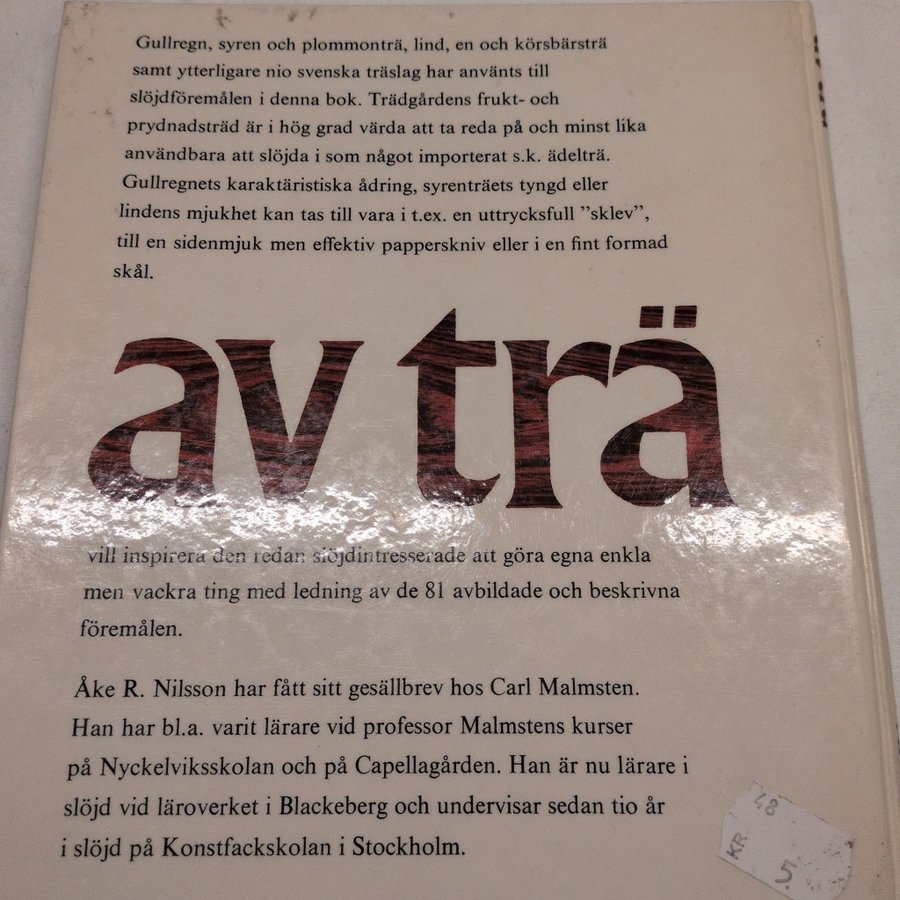 Gullregn, syren och plommonträ, lind, en och körsbärsträ
samt ytterligare nio svenska träslag har använts till
slöjdföremålen i denna bok. Trädgårdens frukt- och
prydnadsträd är i hög grad värda att ta reda på och minst lika
användbara att slöjda i som något importerat s.k. ädelträ.
Gullregnets karaktäristiska ådring, syrenträets tyngd eller
lindens mjukhet kan tas till vara i t.ex. en uttrycksfull ”sklev”,
till en sidenmjuk men effektiv papperskniv eller i en fint formad
skål.
av trä
vill inspirera den redan slöjdintresserade att göra egna enkla
men vackra ting med ledning av de 81 avbildade och beskrivna
föremålen.
Åke R. Nilsson har fått sitt gesällbrev hos Carl Malmsten.
Han har bl.a. varit lärare vid professor Malmstens kurser
på Nyckelviksskolan och på Capellagården. Han är nu lärare i
slöjd vid läroverket i Blackeberg och undervisar sedan tio år
i slöjd på Konstfackskolan i Stockholm.
48
KR 5.